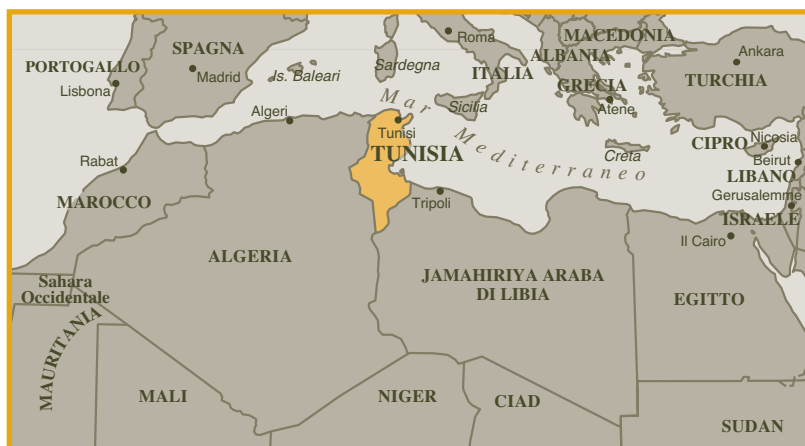 PORTOGALLO
Lisbona
SPAGNA
Madrid
Is. Baleari
Sardegna
Roma
ITALIA
Sicilia
MACEDONIA
ALBANIA
GRECIA
Atene
Creta
Ankara
TURCHIA
CIPRO
Nicosia
Beirut
LIBANO
Gerusalemme
ISRAELE
Mar Mediterraneo
Algeri
Tunisi
TUNISIA
Rabat
MAROCCO
Tripoli
Il Cairo
ALGERIA
JAMAHIRIYA ARABA
DI LIBIA
EGITTO
Sahara
Occidentale
MAURITANIA
MALI
NIGER
CIAD
SUDAN